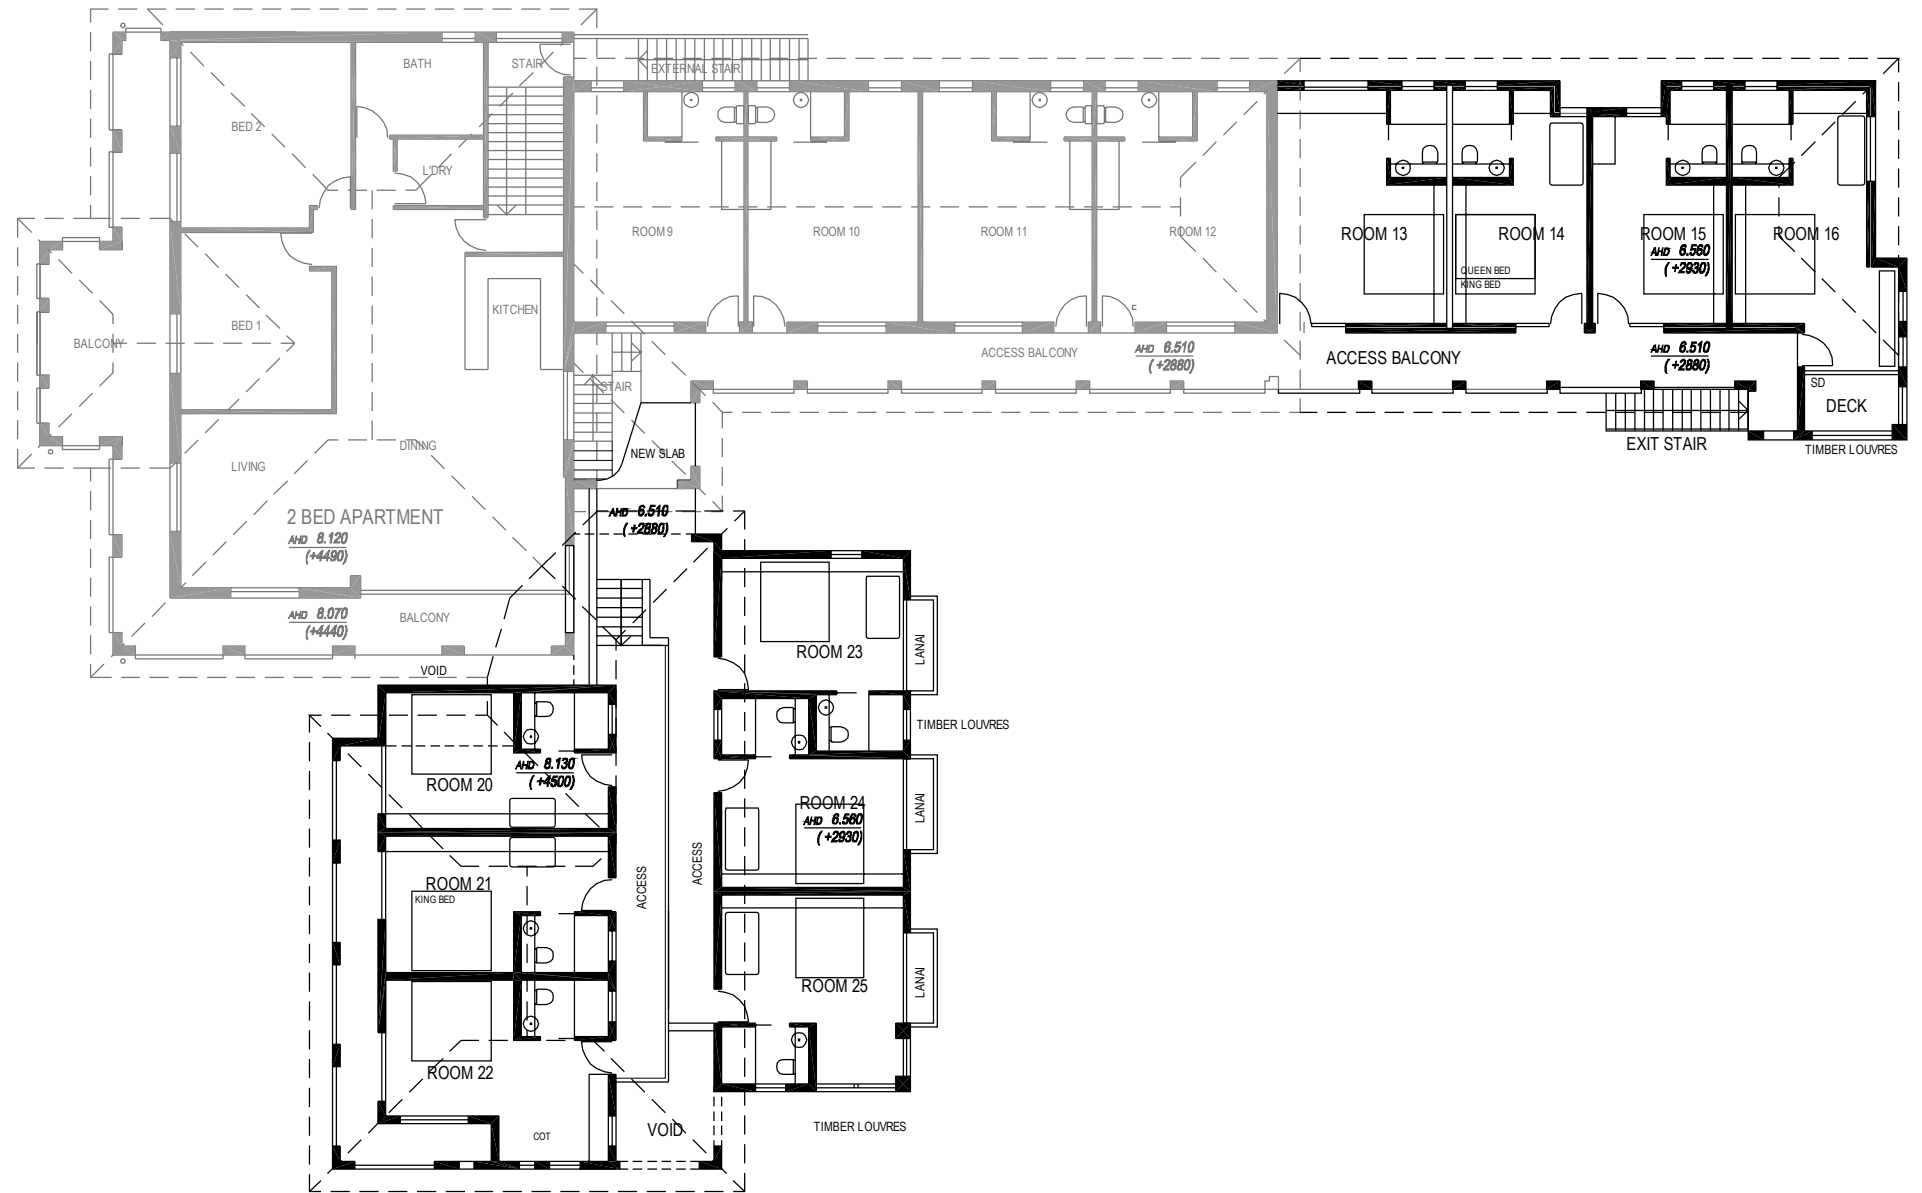 BATH
STAIR
EXTERNAL STAIR
BED 2
L'DRY
ROOM 9
ROOM 10
ROOM 11
ROOM 12
ROOM 13
ROOM 14
ROOM 15
ROOM 16
AHD 6.560
( +2930)
QUEEN BED
KING BED
BED 1
KITCHEN
BALCONY
ACCESS BALCONY
AHD 6.510
( +2880)
ACCESS BALCONY
AHD 6.510
( +2880)
STAIR
SD
DECK
EXIT STAIR
TIMBER LOUVRES
DINING
LIVING
NEW SLAB
2 BED APARTMENT
AHD 8.120
(+4490)
AHD 6.510
( +2880)
AHD 8.070
(+4440)
BALCONY
VOID
ROOM 23
LANAI
TIMBER LOUVRES
ROOM 20
AHD 8.130
( +4500)
ROOM 24
AHD 6.560
( +2930)
LANAI
ACCESS
ACCESS
ROOM 21
KING BED
ROOM 25
LANAI
ROOM 22
COT
VOID
TIMBER LOUVRES